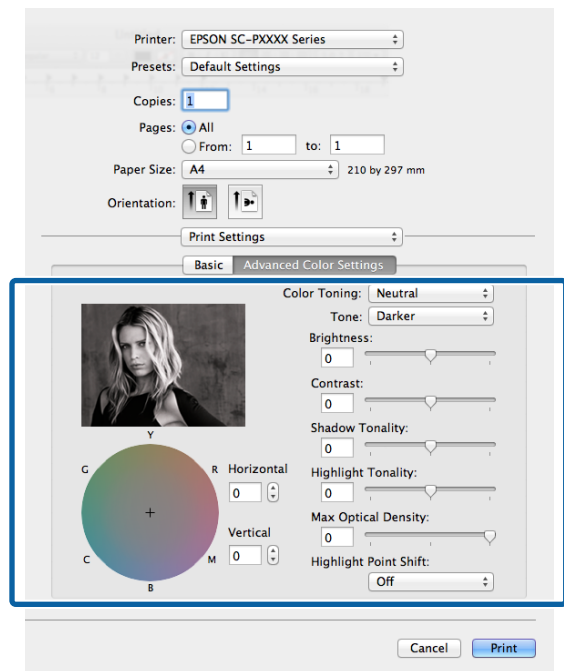 Printer: EPSON SC-PXXXX Series
Presets: Default Settings
Copies: 1
Pages: All
From: 1 to: 1
Paper Size: A4 210 by 297 mm
Orientation:
Print Settings
Basic Advanced Color Settings
Color Toning: Neutral
Tone: Darker
Brightness:
0
Contrast:
0
Shadow Tonality:
0
Highlight Tonality:
0
Max Optical Density:
0
Highlight Point Shift:
Off
Y
G R
C M
B
Horizontal
0
Vertical
0
Cancel Print